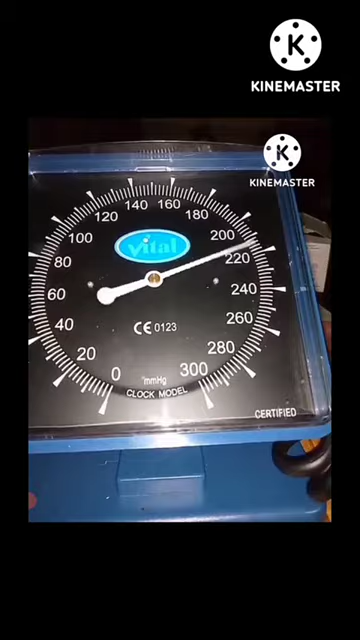 KINEMASTER
KINEMASTER
140 160
120 180
100 200
vital
80 220
60 240
CE 0123
40 260
20 280
0 300
mmHg
CLOCK MODEL
CERTIFIED